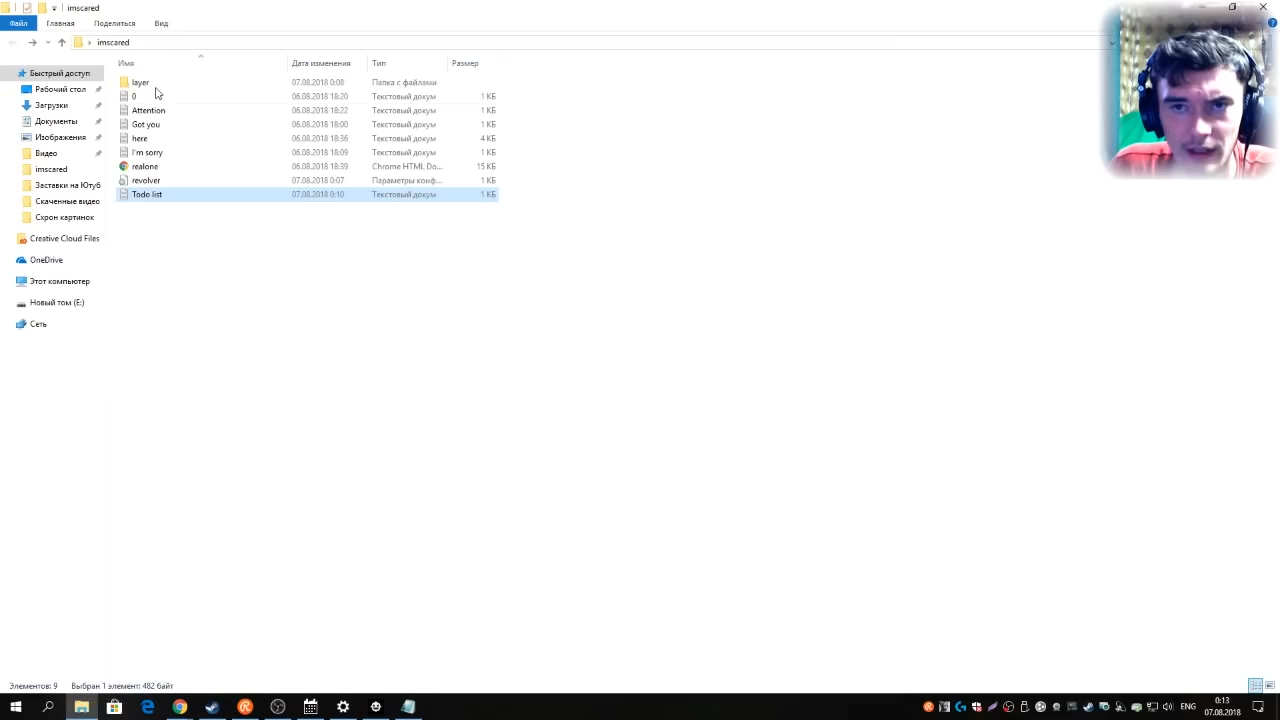 imscared
Файл Главная Поделиться Вид
imscared
Имя Дата изменения Тип Размер
Быстрый доступ
Рабочий стол
Загрузки
Документы
Изображения
Видео
imscared
Заставки на Ютуб
Скаченные видео
Схрон картинок
Creative Cloud Files
OneDrive
Этот компьютер
Новый том (E:)
Сеть
layer 07.08.2018 0:08 Папка с файлами
0 06.08.2018 18:20 Текстовый докум 1 КБ
Attention 06.08.2018 18:22 Текстовый докум 1 КБ
Got you 06.08.2018 18:00 Текстовый докум 1 КБ
here 06.08.2018 18:36 Текстовый докум 4 КБ
I'm sorry 06.08.2018 18:09 Текстовый докум 1 КБ
realone 06.08.2018 18:39 Chrome HTML Do... 15 КБ
revolver 07.08.2018 0:07 Параметры конф... 1 КБ
Todo list 07.08.2018 0:10 Текстовый докум 1 КБ
Элементов: 9 Выбран 1 элемент: 482 байт
ENG
0:13
07.08.2018